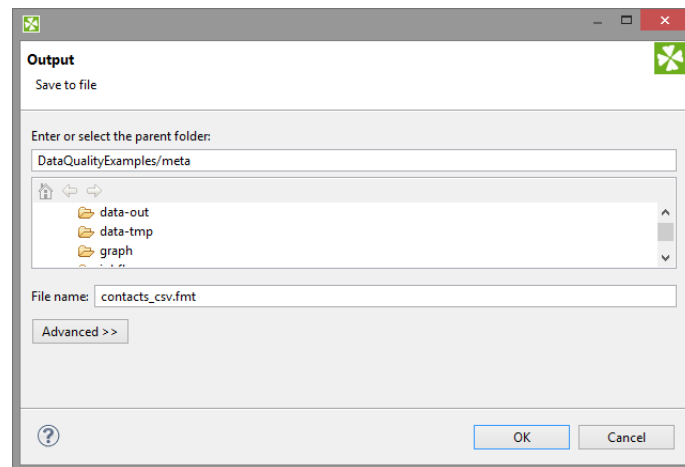 Output
Save to file
Enter or select the parent folder:
DataQualityExamples/meta
data-out
data-tmp
graph
File name: contacts_csv.fmt
Advanced >>
OK Cancel